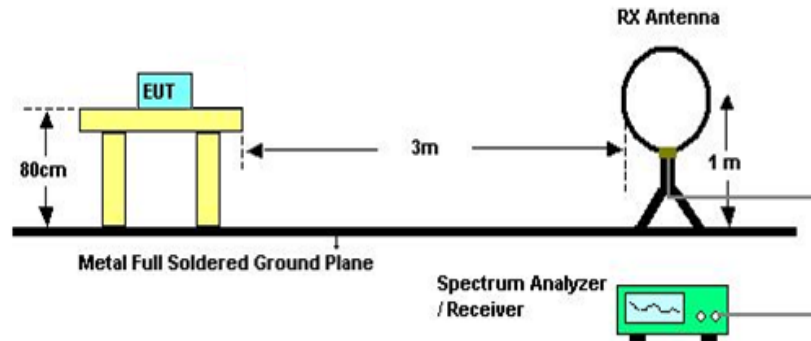 RX Antenna
EUT
3m
80cm
1 m
Metal Full Soldered Ground Plane
Spectrum Analyzer
/ Receiver